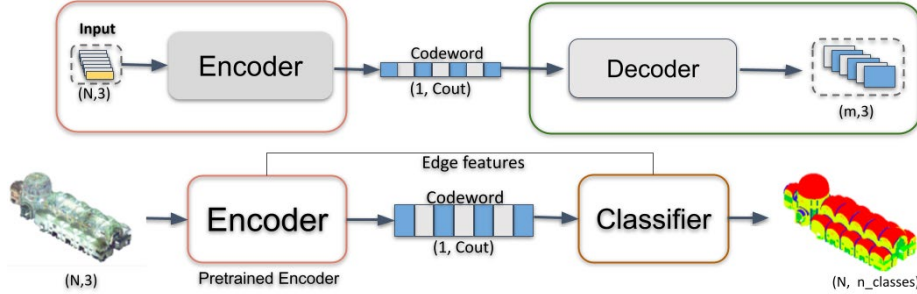 Input
(N,3)
Encoder
Codeword
(1, Cout)
Decoder
(m,3)
Edge features
(N,3)
Encoder
Pretrained Encoder
Codeword
(1, Cout)
Classifier
(N, n_classes)